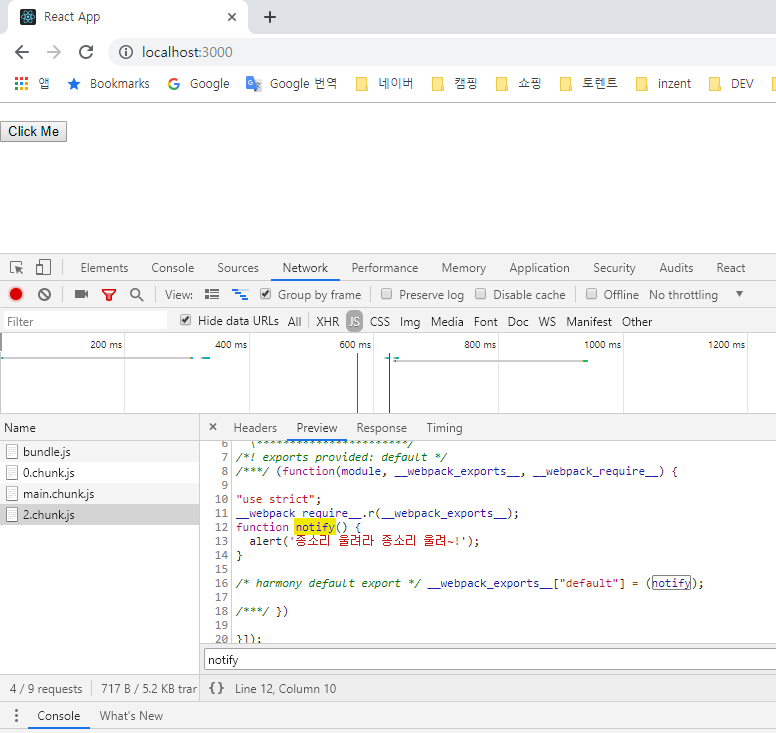 React App
localhost:3000
앱 Bookmarks Google Google 번역 네이버 캠핑 쇼핑 토렌트 inzent DEV
Click Me
Elements Console Sources Network Performance Memory Application Security Audits React
View: Group by frame Preserve log Disable cache Offline No throttling
Filter Hide data URLs All XHR JS CSS Img Media Font Doc WS Manifest Other
200 ms 400 ms 600 ms 800 ms 1000 ms 1200 ms
Name
bundle.js
0.chunk.js
main.chunk.js
2.chunk.js
Headers Preview Response Timing
6 \***********************/
7 /*! exports provided: default */
8 /***/ (function(module, __webpack_exports__, __webpack_require__) {
9
10 "use strict";
11 __webpack_require__.r(__webpack_exports__);
12 function notify() {
13 alert('종소리 울려라 종소리 울려~!');
14 }
15
16 /* harmony default export */ __webpack_exports__["default"] = (notify);
17
18 /***/ })
19
20 }]);
notify
4 / 9 requests 717 B / 5.2 KB tran
{} Line 12, Column 10
Console What's New